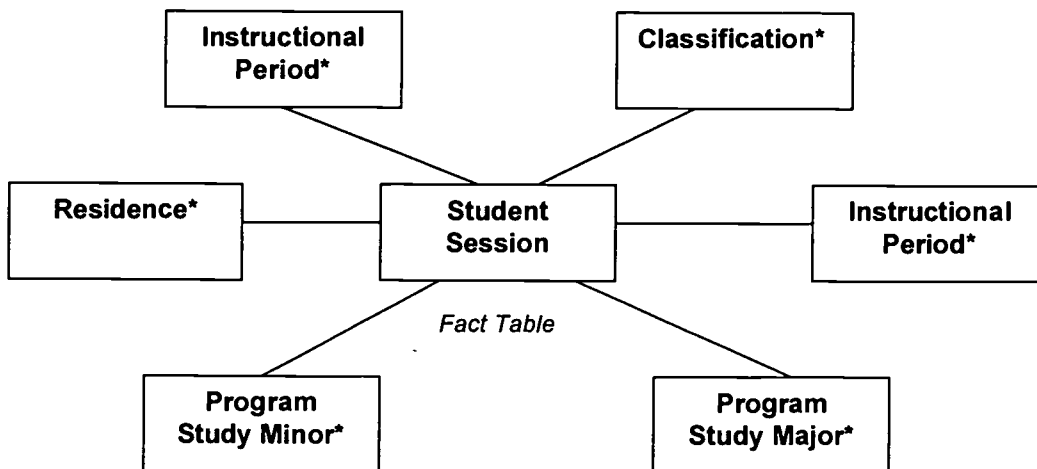 Instructional
Period*
Classification*
Residence*
Student
Session
Instructional
Period*
Fact Table
Program
Study Minor*
Program
Study Major*